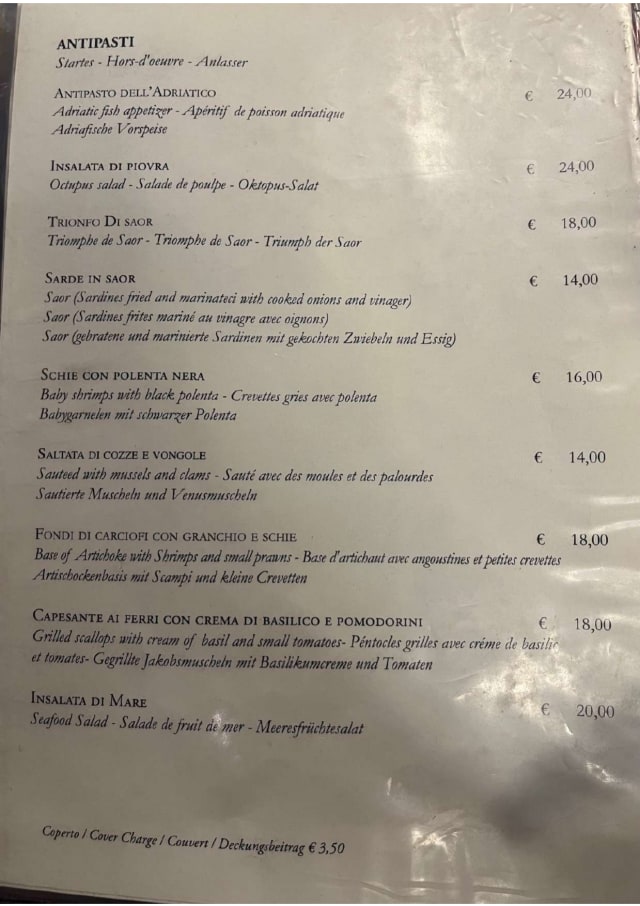 ANTIPASTI
Startes - Hors-d'oeuvre - Anlasser
ANTIPASTO DELL'ADRIATICO € 24,00
Adriatic fish appetizer - Apéritif de poisson adriatique
Adriafische Vorspeise
INSALATA DI PIOVRA € 24,00
Octupus salad - Salade de poulpe - Oktopus-Salat
TRIONFO DI SAOR € 18,00
Triomphe de Saor - Triomphe de Saor - Triumph der Saor
SARDE IN SAOR € 14,00
Saor (Sardines fried and marinateci with cooked onions and vinager)
Saor (Sardines frites mariné au vinagre avec oignons)
Saor (gebratene und marinierte Sardinen mit gekochten Zwiebeln und Essig)
SCHIE CON POLENTA NERA € 16,00
Baby shrimps with black polenta - Crevettes gries avec polenta
Babygarnelen mit schwarzer Polenta
SALTATA DI COZZE E VONGOLE € 14,00
Sauteed with mussels and clams - Sauté avec des moules et des palourdes
Sautierte Muscheln und Venusmuscheln
FONDI DI CARCIOFI CON GRANCHIO E SCHIE € 18,00
Base of Artichoke with Shrimps and small prawns - Base d'artichaut avec angoustines et petites crevettes
Artischockenbasis mit Scampi und kleine Crevetten
CAPESANTE AI FERRI CON CREMA DI BASILICO E POMODORINI € 18,00
Grilled scallops with cream of basil and small tomatoes- Péntocles grilles avec créme de basilic
et tomates- Gegrillte Jakobsmuscheln mit Basilikumcreme und Tomaten
INSALATA DI MARE € 20,00
Seafood Salad - Salade de fruit de mer - Meeresfrüchtesalat
Coperto / Cover Charge / Couvert / Deckungsbeitrag € 3,50